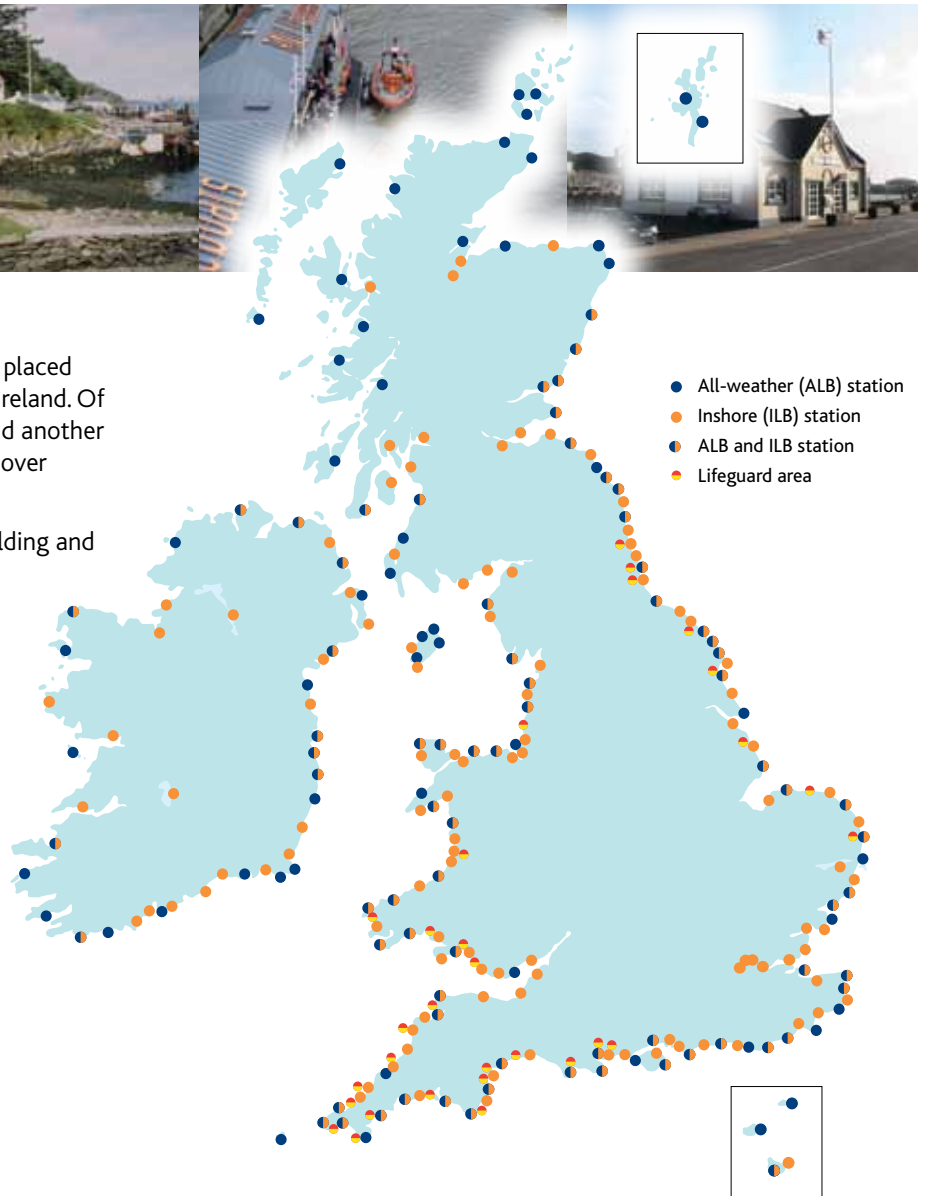 placed
reland. Of
d another
over
lding and
All-weather (ALB) station
Inshore (ILB) station
ALB and ILB station
Lifeguard area